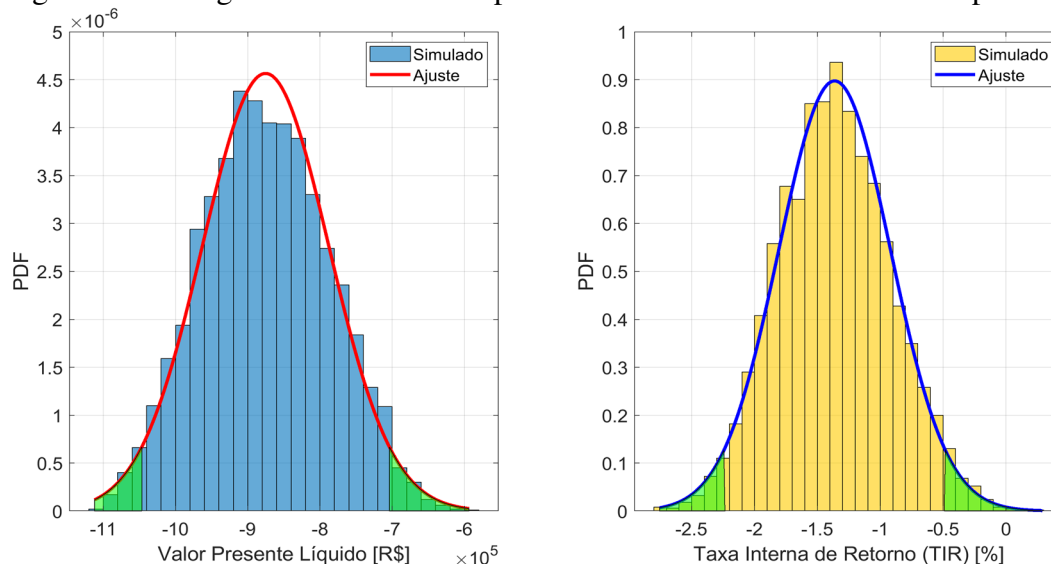 5 ×10⁻⁶
4.5
4
3.5
3
2.5
2
1.5
1
0.5
0
PDF
Simulado
Ajuste
-11 -10 -9 -8 -7 -6
Valor Presente Líquido [R$] ×10⁵
1
0.9
0.8
0.7
0.6
0.5
0.4
0.3
0.2
0.1
0
PDF
Simulado
Ajuste
-2.5 -2 -1.5 -1 -0.5 0
Taxa Interna de Retorno (TIR) [%]